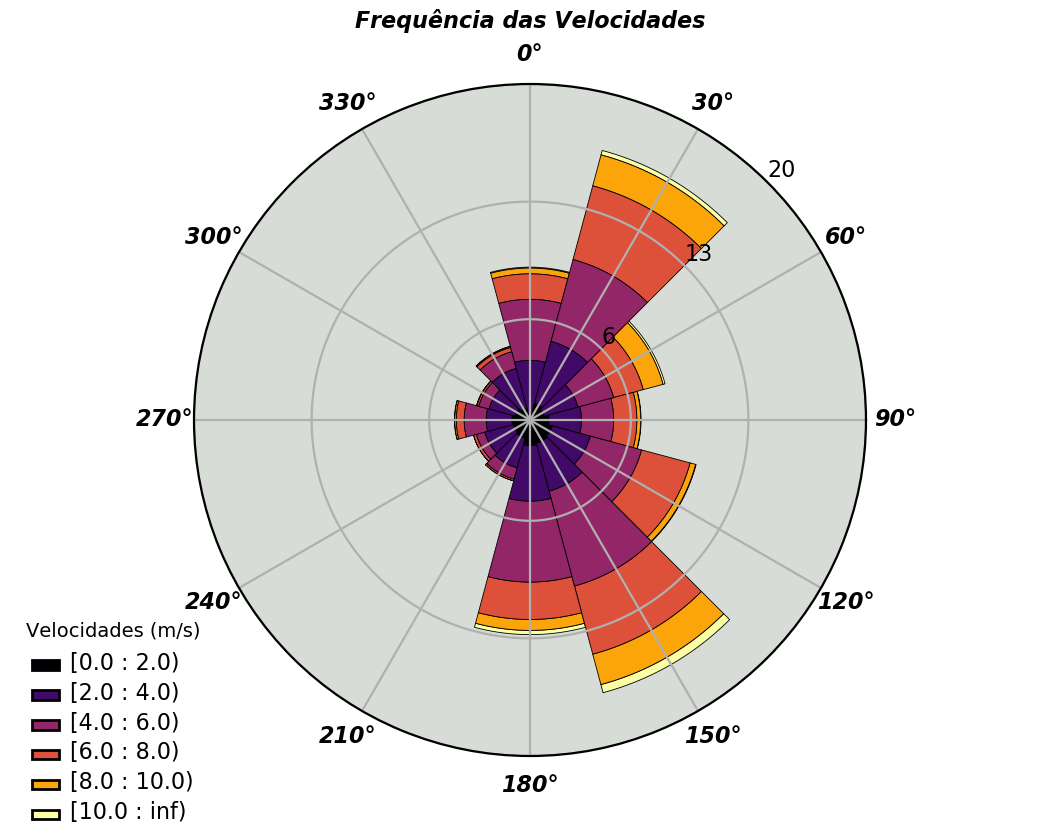 Frequência das Velocidades
0°
330°
30°
20
300°
60°
13
6
270°
90°
240°
120°
210°
150°
180°
Velocidades (m/s)
[0.0 : 2.0)
[2.0 : 4.0)
[4.0 : 6.0)
[6.0 : 8.0)
[8.0 : 10.0)
[10.0 : inf)